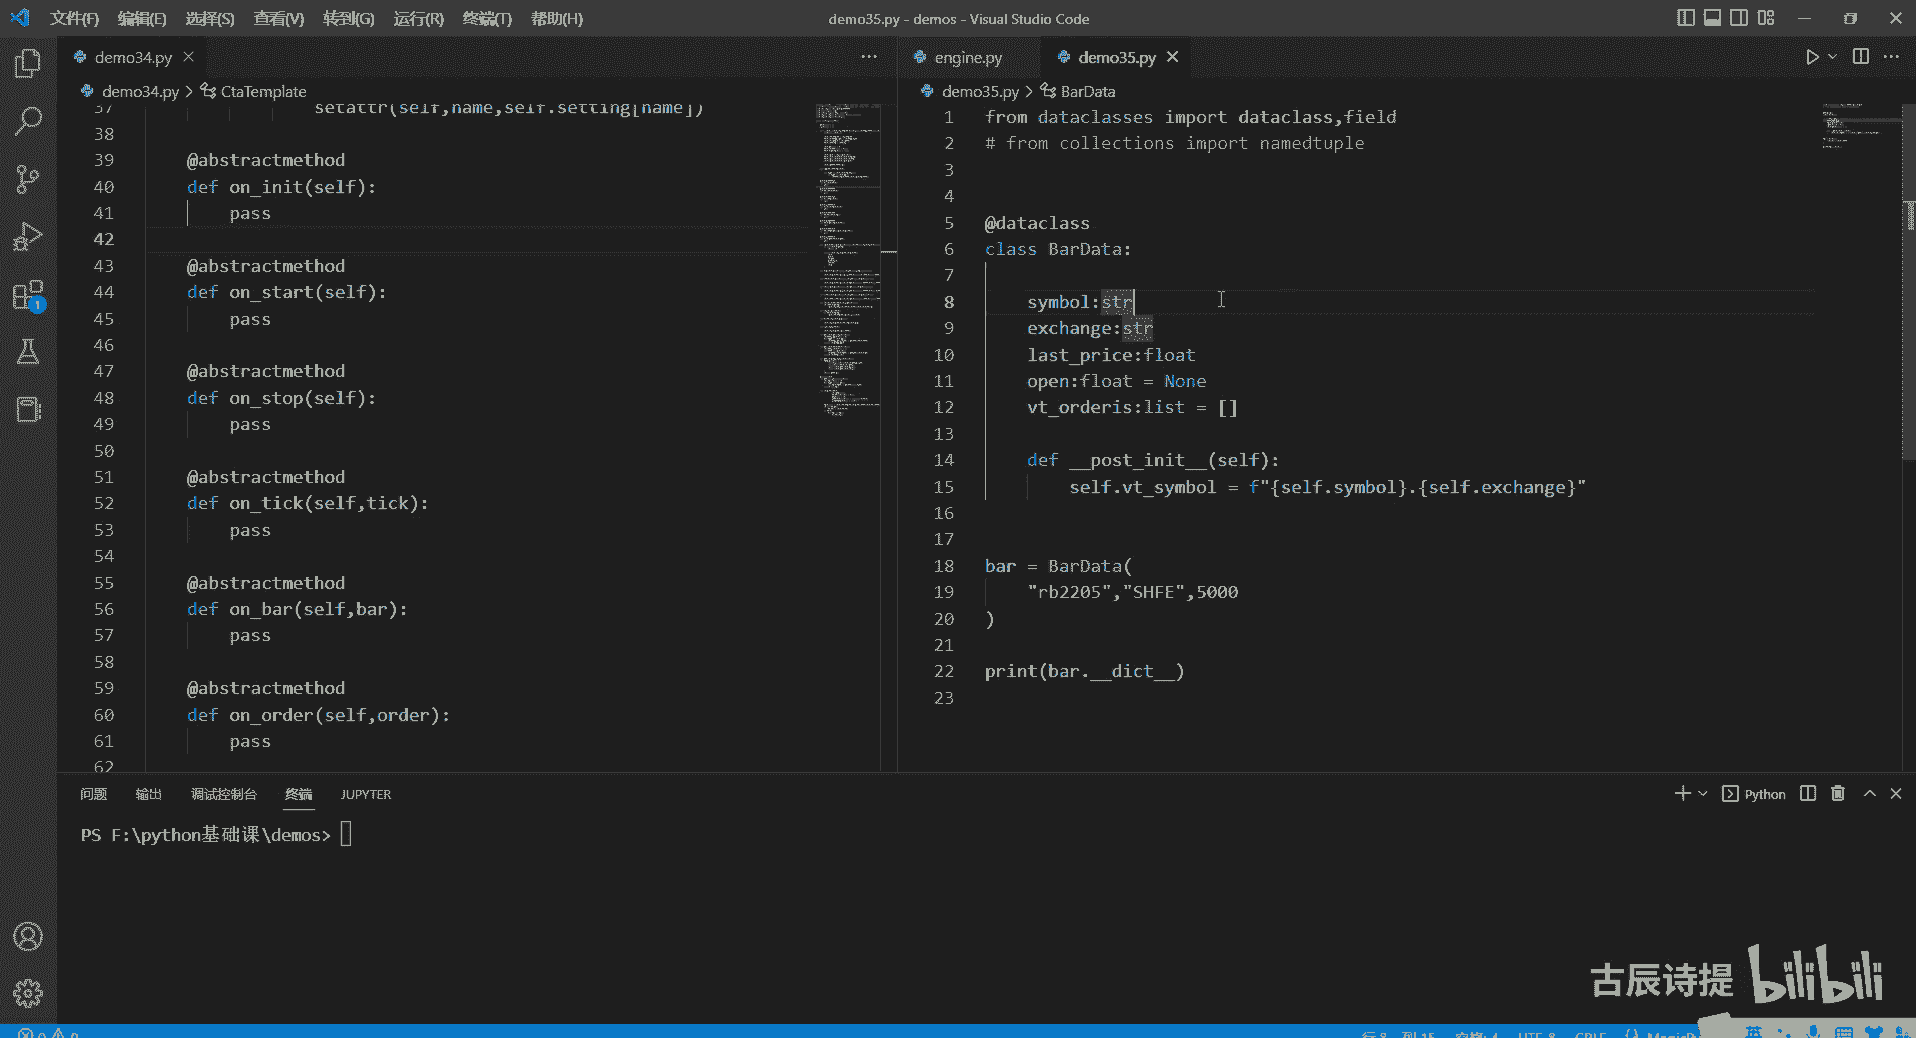 文件(F) 编辑(E) 选择(S) 查看(V) 转到(G) 运行(R) 终端(T) 帮助(H)
demo35.py - demos - Visual Studio Code
demo34.py
demo34.py > CtaTemplate
37 setattr(self,name,self.setting[name])
38
39 @abstractmethod
40 def on_init(self):
41 pass
42
43 @abstractmethod
44 def on_start(self):
45 pass
46
47 @abstractmethod
48 def on_stop(self):
49 pass
50
51 @abstractmethod
52 def on_tick(self,tick):
53 pass
54
55 @abstractmethod
56 def on_bar(self,bar):
57 pass
58
59 @abstractmethod
60 def on_order(self,order):
61 pass
62
engine.py demo35.py
demo35.py > BarData
1 from dataclasses import dataclass,field
2 # from collections import namedtuple
3
4
5 @dataclass
6 class BarData:
7
8 symbol:str
9 exchange:str
10 last_price:float
11 open:float = None
12 vt_orderis:list = []
13
14 def __post_init__(self):
15 self.vt_symbol = f"{self.symbol}.{self.exchange}"
16
17
18 bar = BarData(
19 "rb2205","SHFE",5000
20 )
21
22 print(bar.__dict__)
23
1
问题 输出 调试控制台 终端 JUPYTER
Python
PS F:\python基础课\demos>
古辰诗提 bilibili
行 8 列 15 空格: 4 UTF-8 CRLF
英